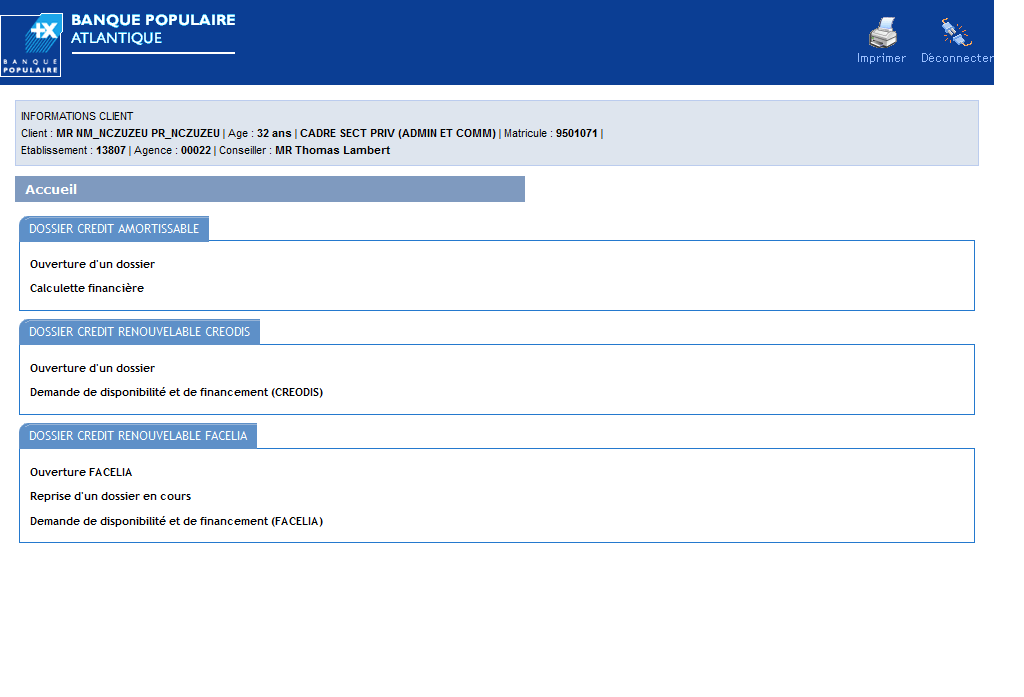 BANQUE POPULAIRE
ATLANTIQUE
BANQUE
POPULAIRE
Imprimer
Déconnecter
INFORMATIONS CLIENT
Client : MR NM_NCZUZEU PR_NCZUZEU | Age : 32 ans | CADRE SECT PRIV (ADMIN ET COMM) | Matricule : 9501071 |
Etablissement : 13807 | Agence : 00022 | Conseiller : MR Thomas Lambert
Accueil
DOSSIER CREDIT AMORTISSABLE
Ouverture d'un dossier
Calculette financière
DOSSIER CREDIT RENOUVELABLE CREODIS
Ouverture d'un dossier
Demande de disponibilité et de financement (CREODIS)
DOSSIER CREDIT RENOUVELABLE FACELIA
Ouverture FACELIA
Reprise d'un dossier en cours
Demande de disponibilité et de financement (FACELIA)